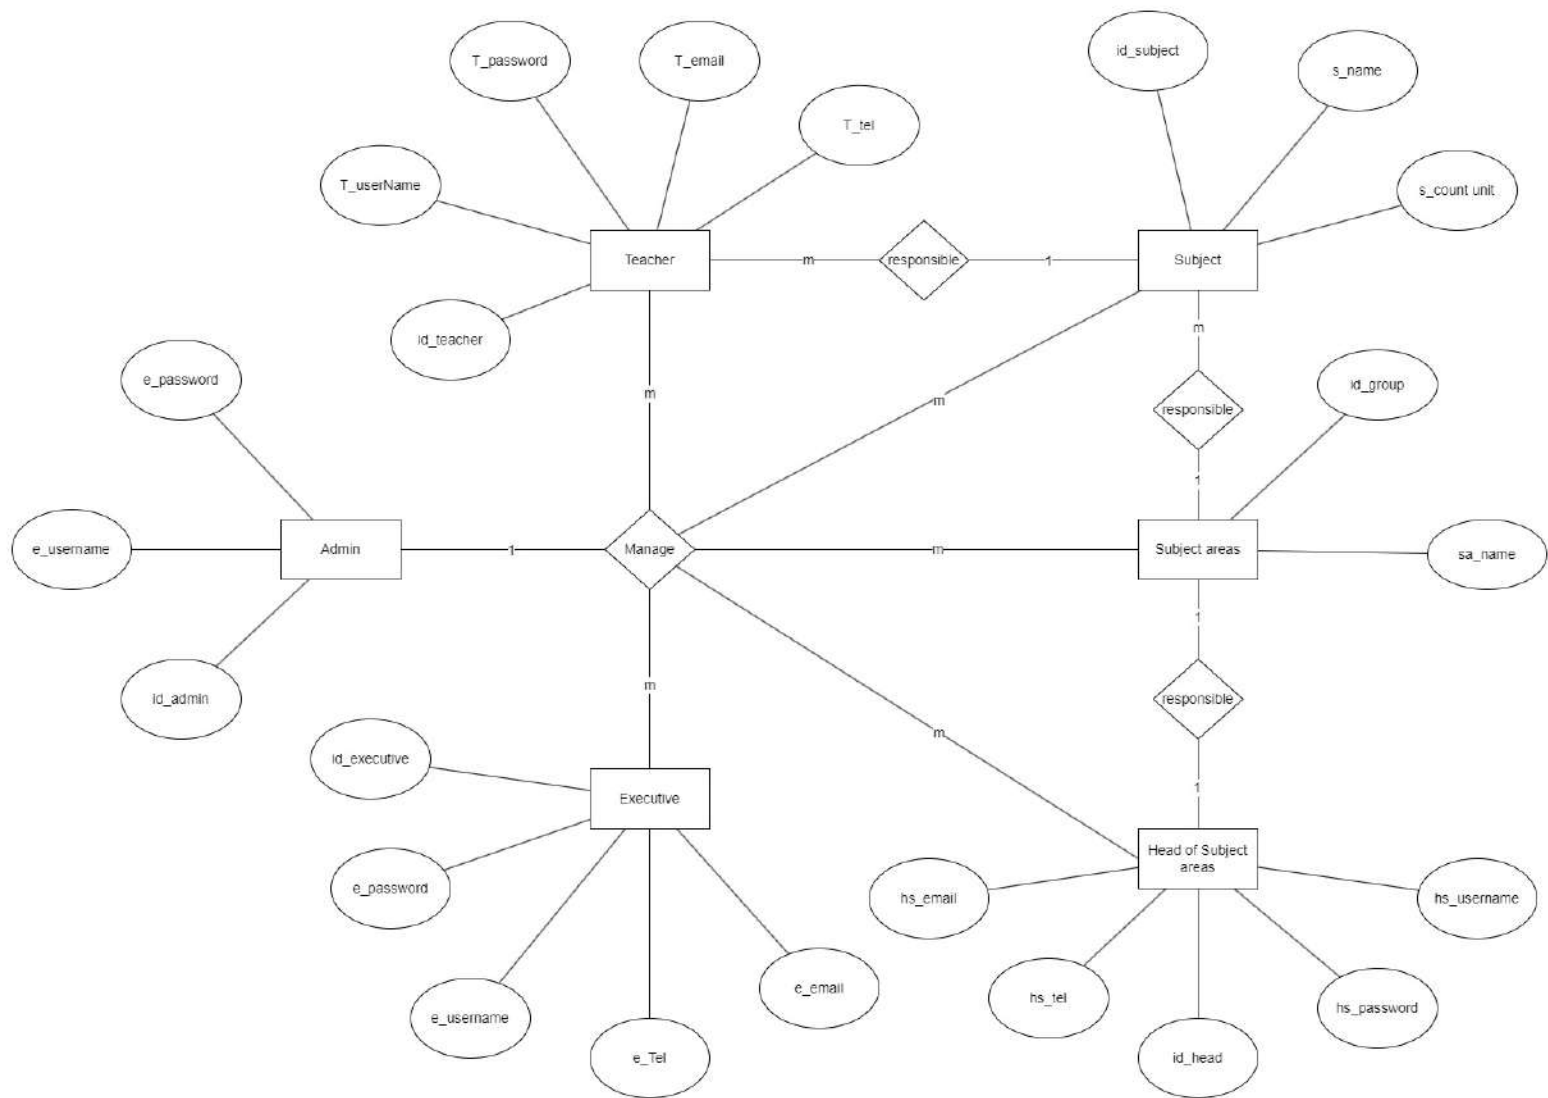 T_password
T_email
id_subject
s_name
T_tel
T_userName
s_count unit
Teacher
m
responsible
1
Subject
id_teacher
m
e_password
m
id_group
m
responsible
1
e_username
Admin
1
Manage
m
Subject areas
sa_name
1
id_admin
m
responsible
id_executive
m
1
Executive
Head of Subject
areas
e_password
hs_email
hs_username
e_username
e_email
hs_tel
hs_password
e_Tel
id_head